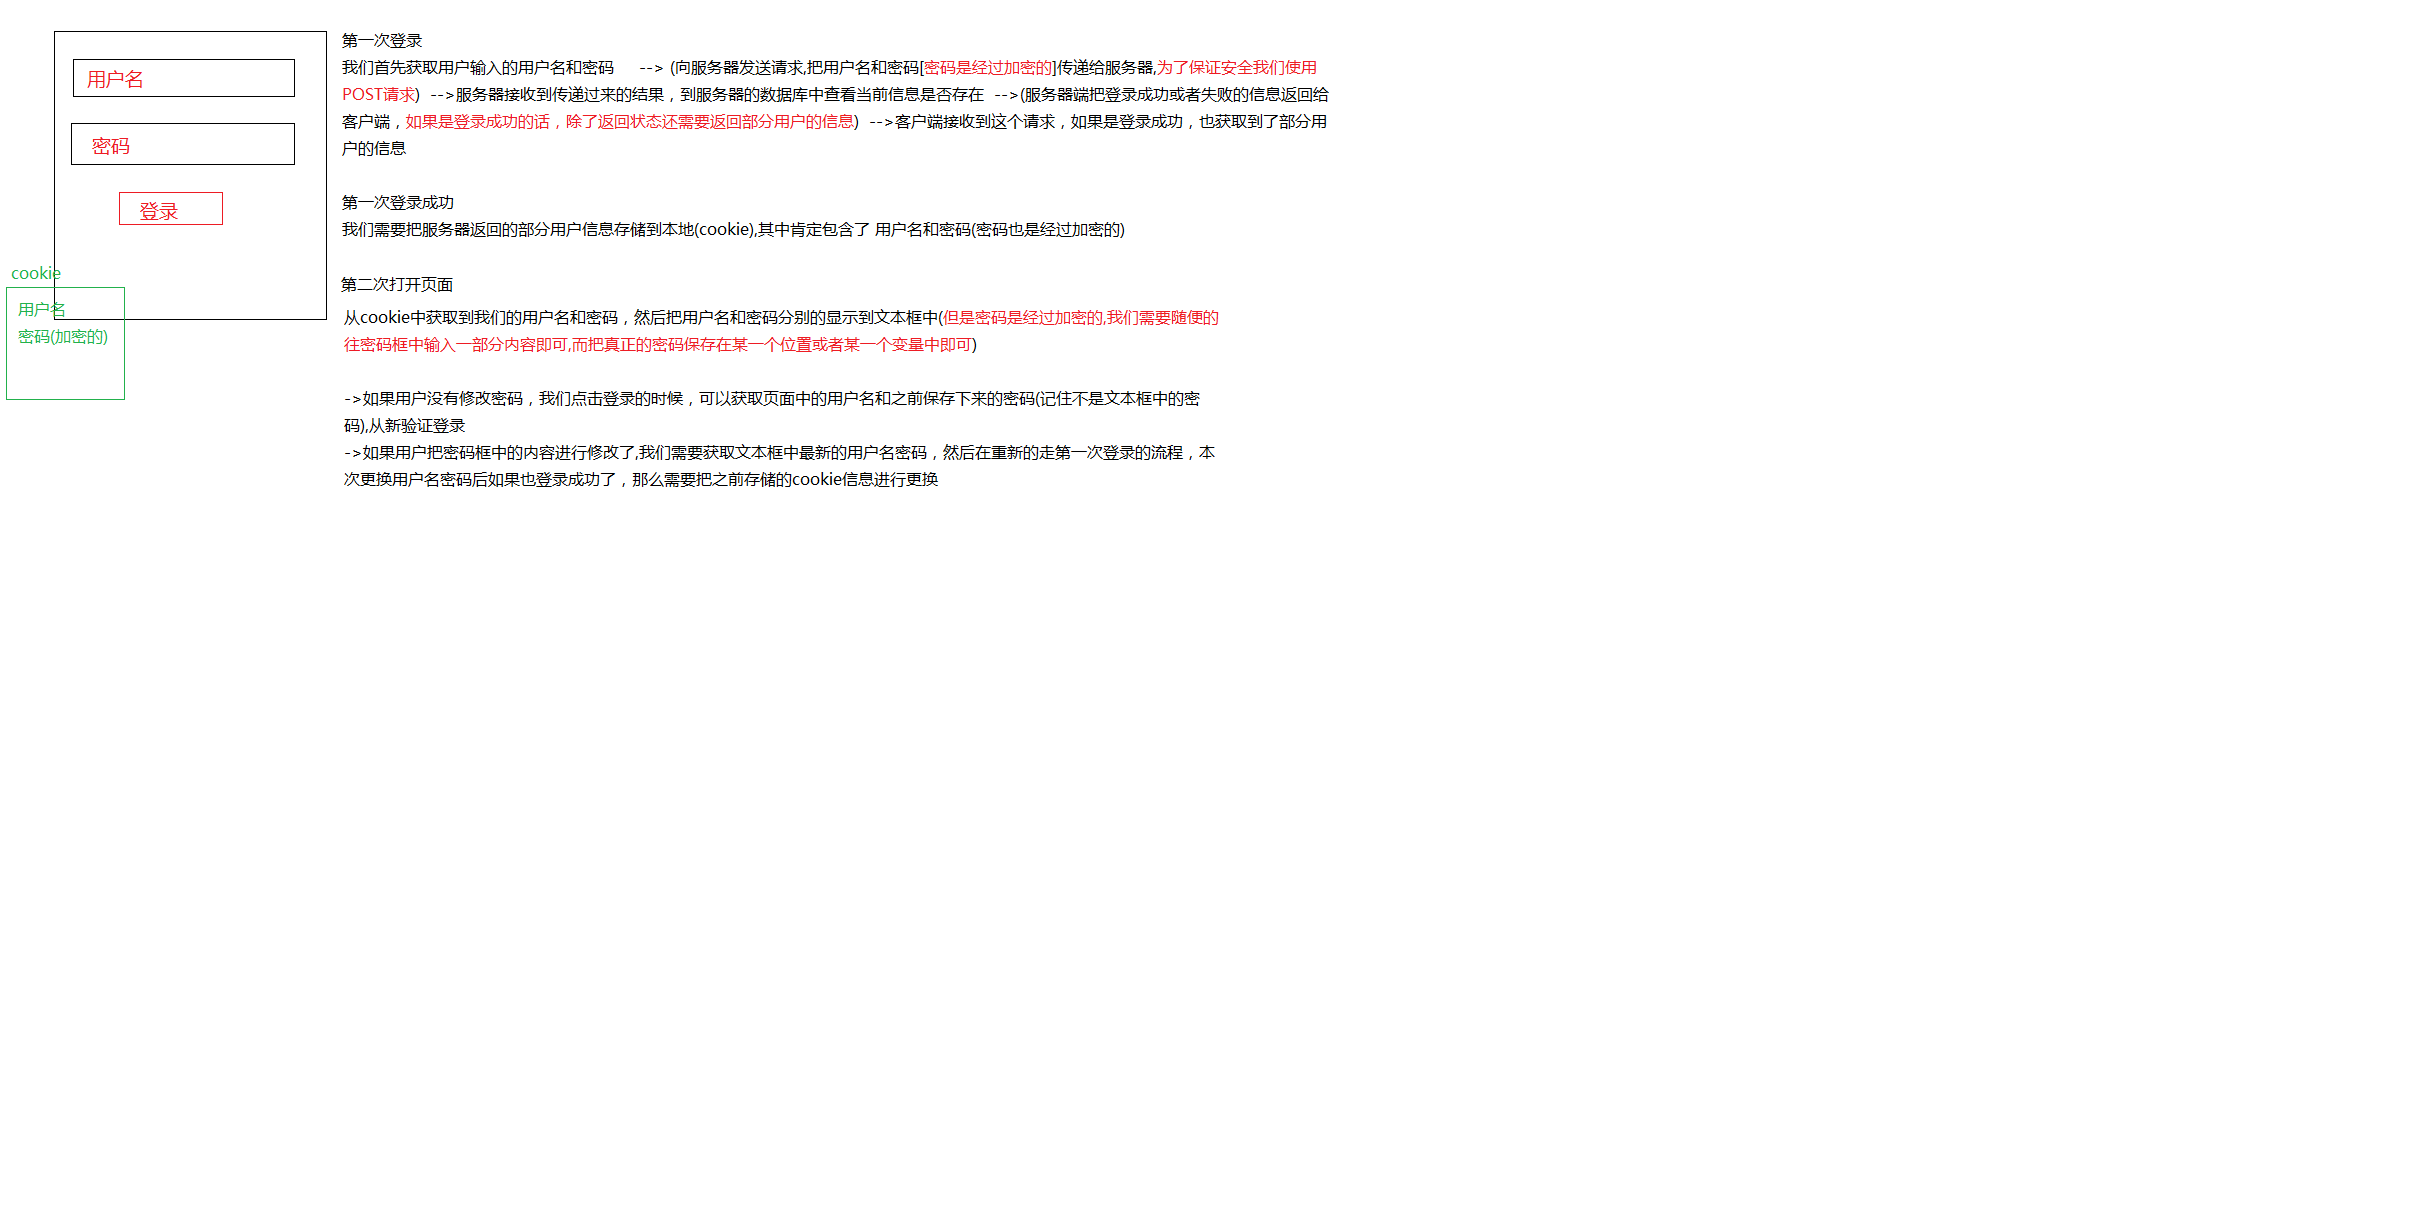 用户名
密码
登录
cookie
用户名
密码(加密的)
第一次登录
我们首先获取用户输入的用户名和密码 --> (向服务器发送请求,把用户名和密码[密码是经过加密的]传递给服务器,为了保证安全我们使用
POST请求) -->服务器接收到传递过来的结果，到服务器的数据库中查看当前信息是否存在 -->(服务器端把登录成功或者失败的信息返回给
客户端，如果是登录成功的话，除了返回状态还需要返回部分用户的信息) -->客户端接收到这个请求，如果是登录成功，也获取到了部分用
户的信息
第一次登录成功
我们需要把服务器返回的部分用户信息存储到本地(cookie),其中肯定包含了 用户名和密码(密码也是经过加密的)
第二次打开页面
从cookie中获取到我们的用户名和密码，然后把用户名和密码分别的显示到文本框中(但是密码是经过加密的,我们需要随便的
往密码框中输入一部分内容即可,而把真正的密码保存在某一个位置或者某一个变量中即可)
->如果用户没有修改密码，我们点击登录的时候，可以获取页面中的用户名和之前保存下来的密码(记住不是文本框中的密
码),从新验证登录
->如果用户把密码框中的内容进行修改了,我们需要获取文本框中最新的用户名密码，然后在重新的走第一次登录的流程，本
次更换用户名密码后如果也登录成功了，那么需要把之前存储的cookie信息进行更换